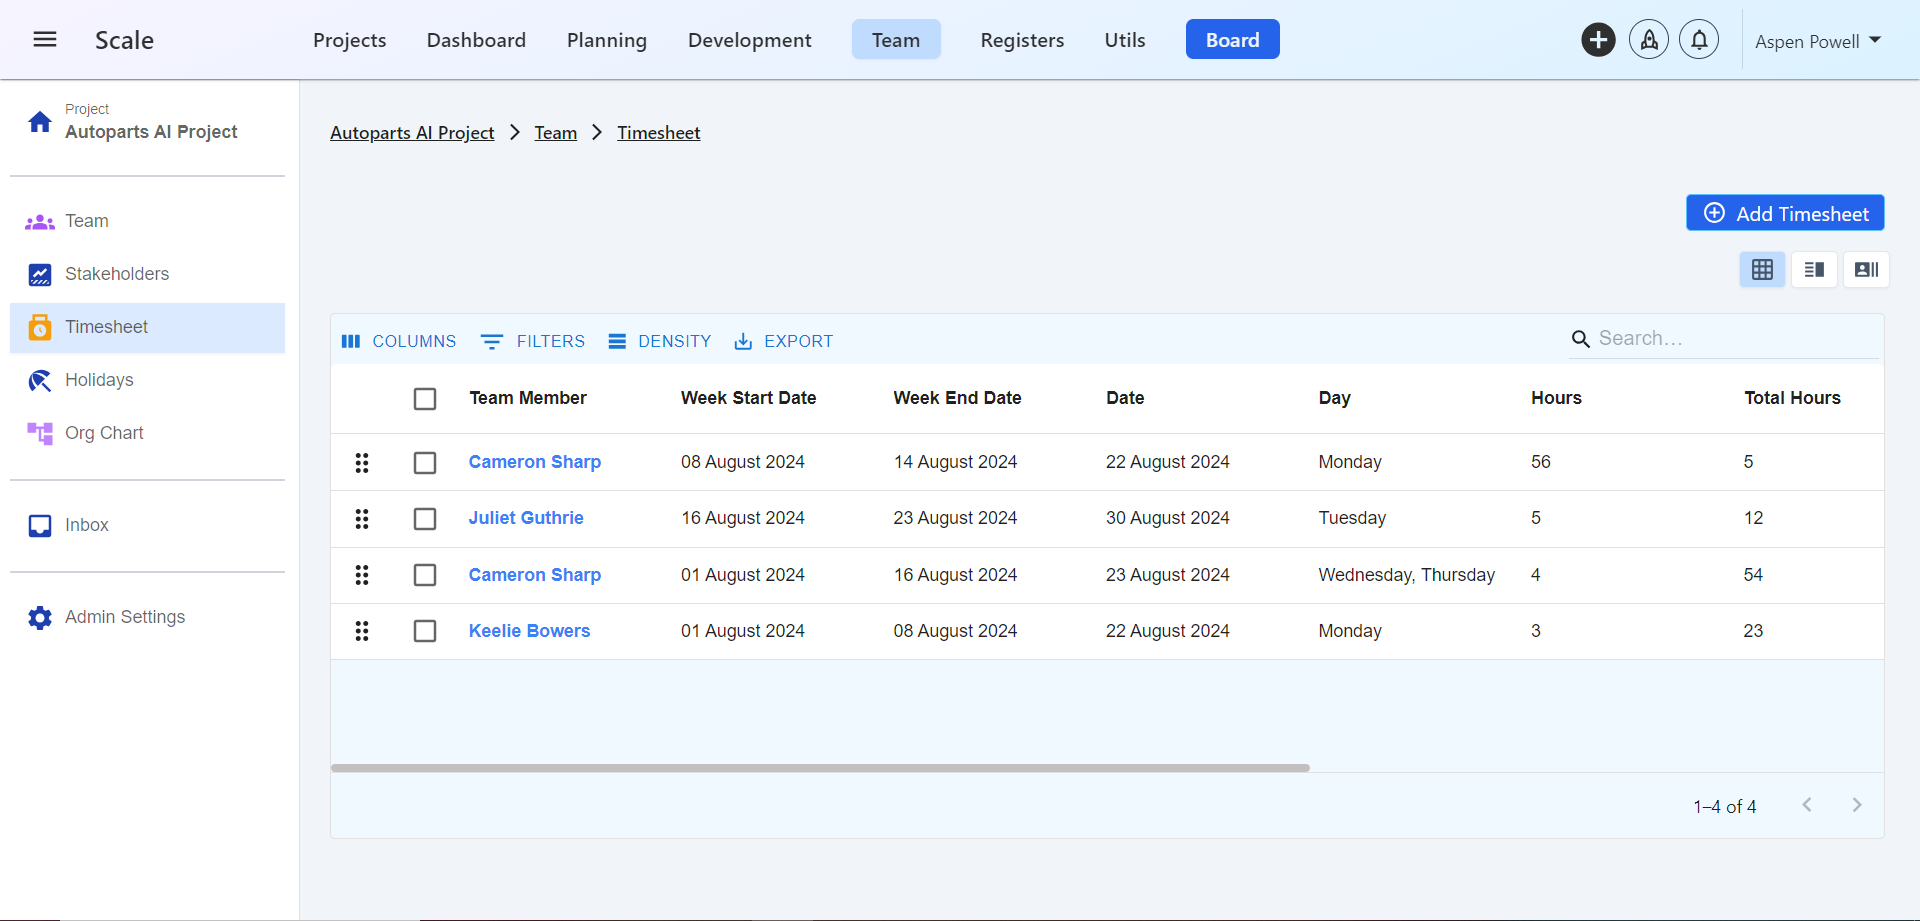 Scale Projects Dashboard Planning Development Team Registers Utils Board Aspen Powell
Project
Autoparts AI Project
Autoparts AI Project Team Timesheet
Add Timesheet
Team
Stakeholders
Timesheet
Holidays
Org Chart
Inbox
Admin Settings
COLUMNS FILTERS DENSITY EXPORT Search…
Team Member Week Start Date Week End Date Date Day Hours Total Hours
Cameron Sharp 08 August 2024 14 August 2024 22 August 2024 Monday 56 5
Juliet Guthrie 16 August 2024 23 August 2024 30 August 2024 Tuesday 5 12
Cameron Sharp 01 August 2024 16 August 2024 23 August 2024 Wednesday, Thursday 4 54
Keelie Bowers 01 August 2024 08 August 2024 22 August 2024 Monday 3 23
1–4 of 4